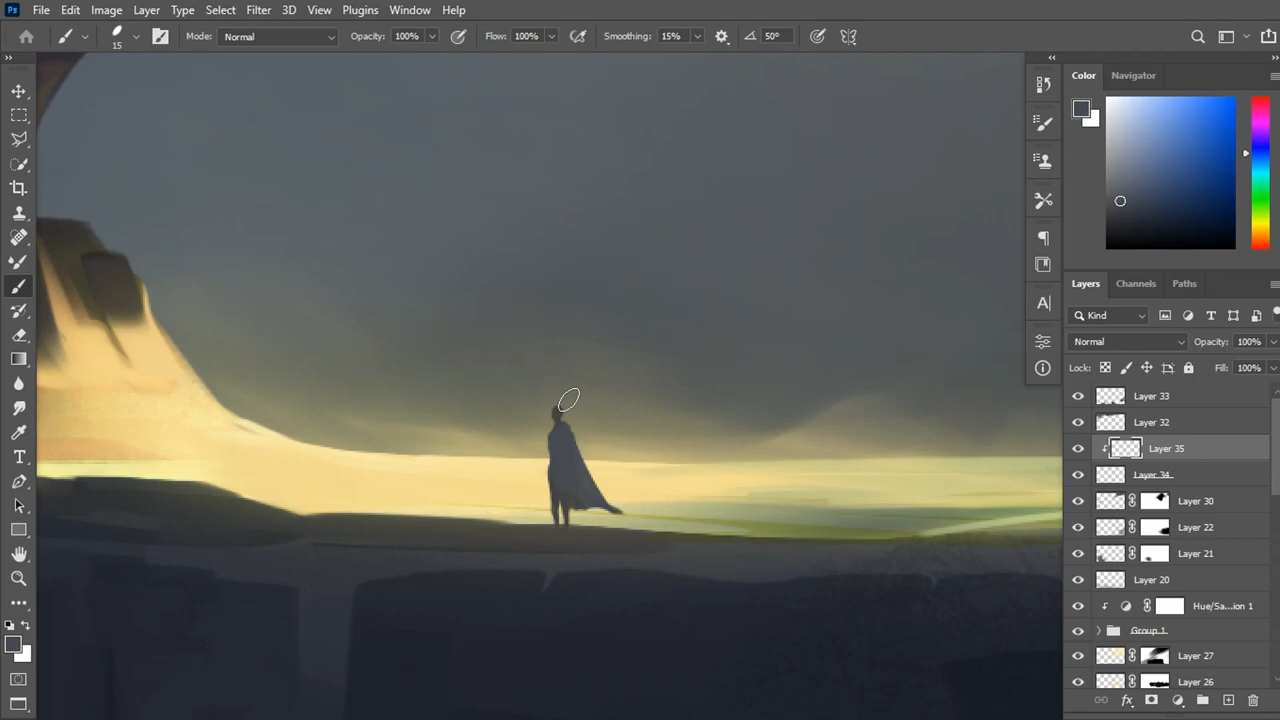 Ps File Edit Image Layer Type Select Filter 3D View Plugins Window Help
15 Mode: Normal Opacity: 100% Flow: 100% Smoothing: 15% 50°
Color Navigator
Layers Channels Paths
Kind
Normal Opacity: 100%
Lock: Fill: 100%
Layer 33
Layer 32
Layer 35
Layer 34
Layer 30
Layer 22
Layer 21
Layer 20
Hue/Sa...ion 1
Group 1
Layer 27
Layer 26